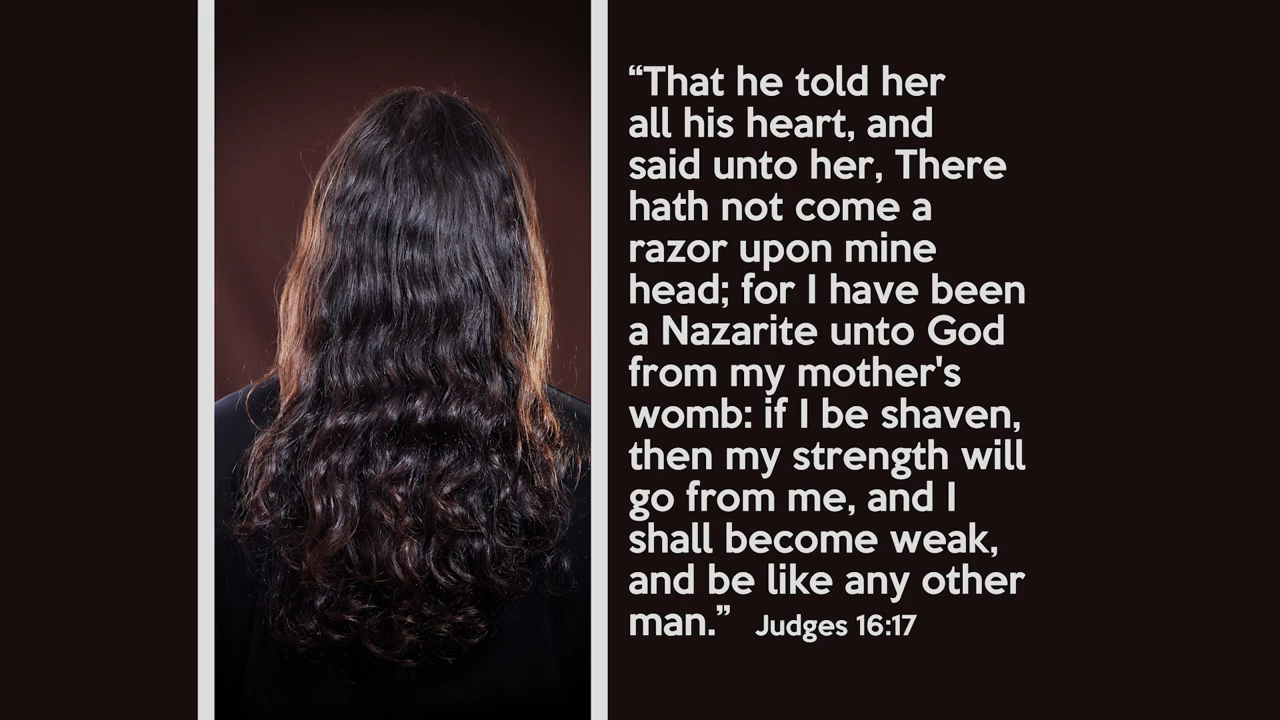 “That he told her
all his heart, and
said unto her, There
hath not come a
razor upon mine
head; for I have been
a Nazarite unto God
from my mother's
womb: if I be shaven,
then my strength will
go from me, and I
shall become weak,
and be like any other
man.” Judges 16:17